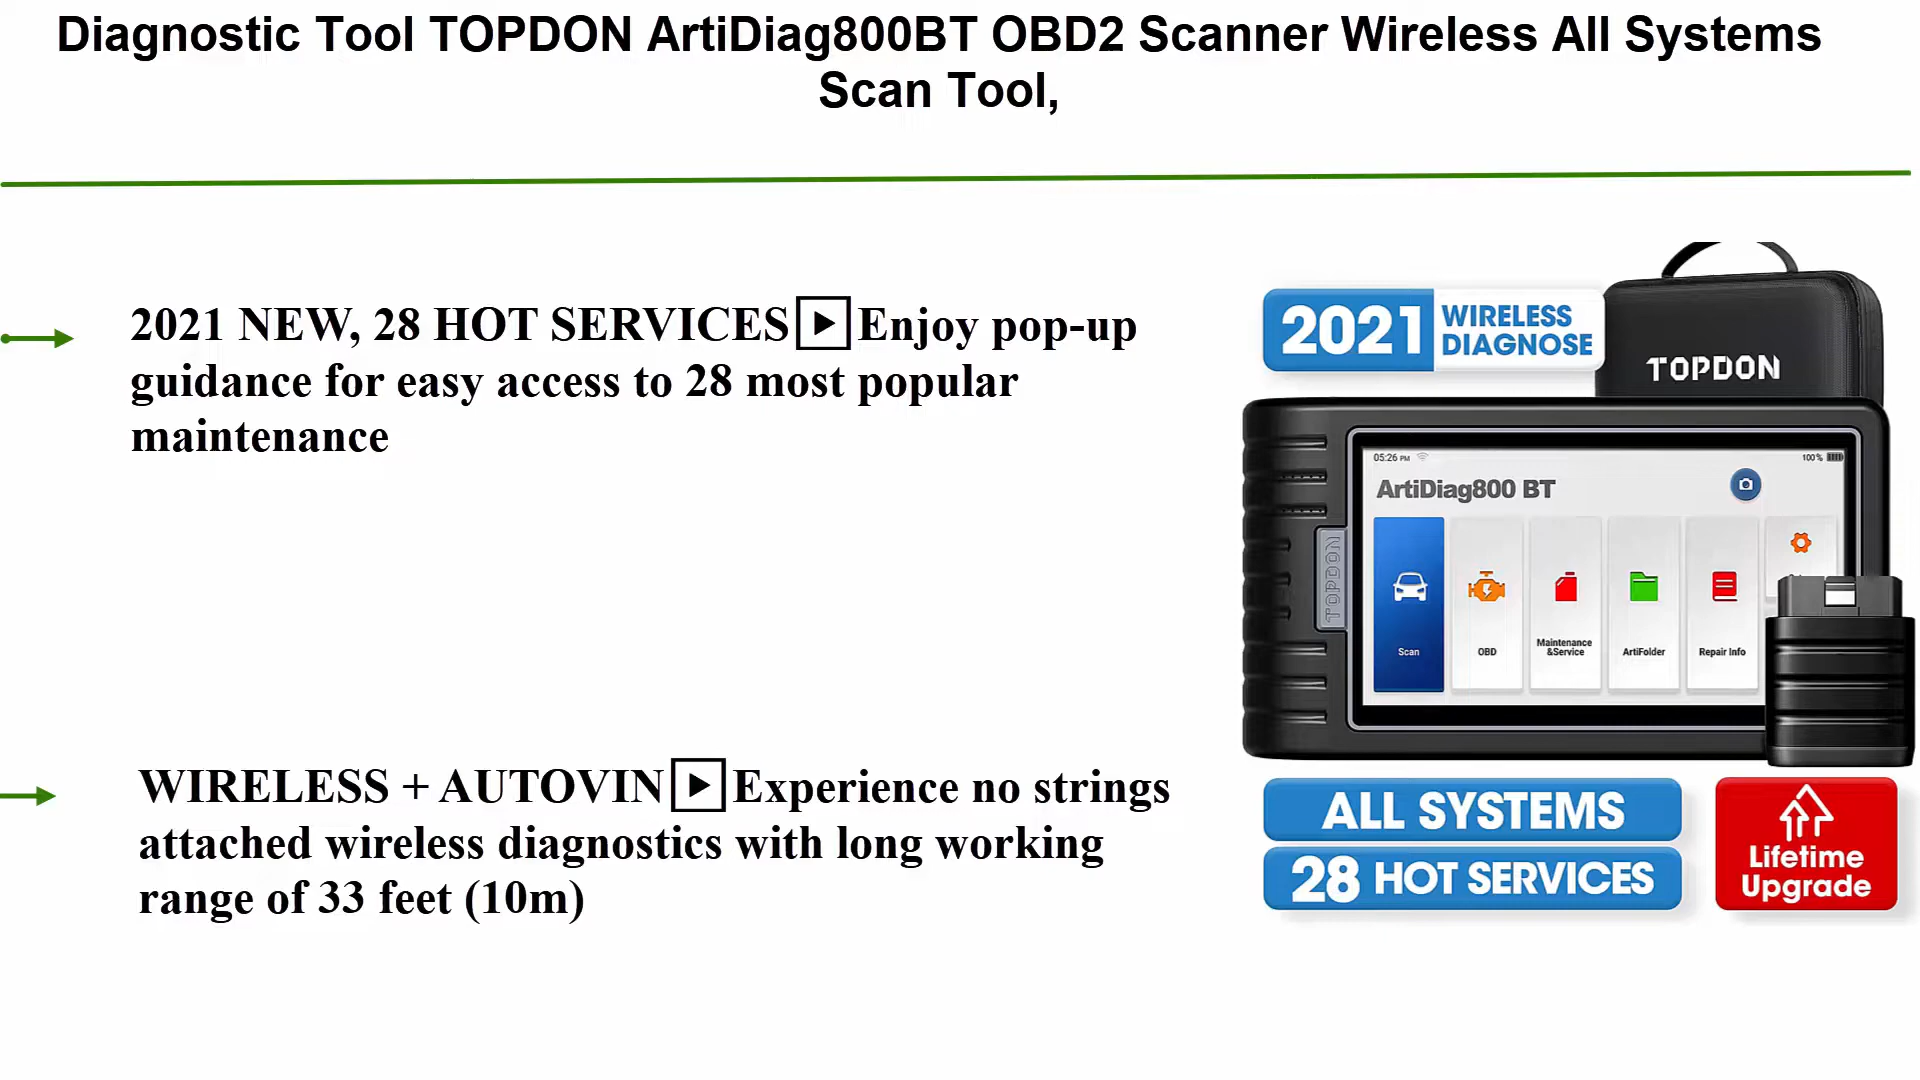 Diagnostic Tool TOPDON ArtiDiag800BT OBD2 Scanner Wireless All Systems
Scan Tool,
2021 NEW, 28 HOT SERVICES▶Enjoy pop-up
guidance for easy access to 28 most popular
maintenance
WIRELESS + AUTOVIN▶Experience no strings
attached wireless diagnostics with long working
range of 33 feet (10m)
2021 WIRELESS
DIAGNOSE
TOPDON
05:26 PM 100%
ArtiDiag800 BT
TOPDON
Scan
OBD
Maintenance
&Service
ArtiFolder
Repair Info
ALL SYSTEMS
28 HOT SERVICES
Lifetime
Upgrade